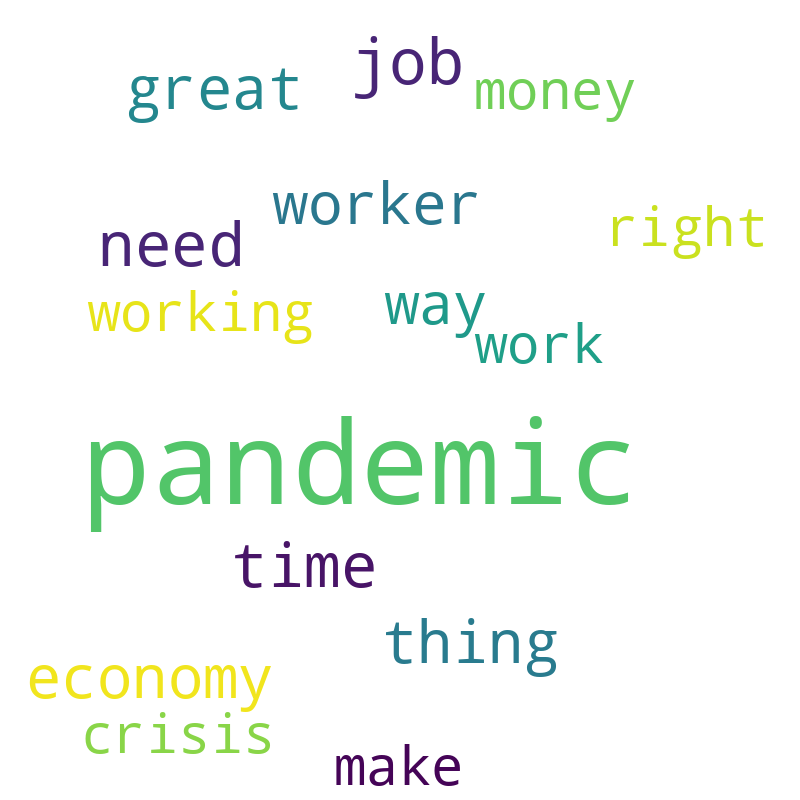 great job money
worker
need right
working way
work
pandemic
time
thing
economy
crisis
make